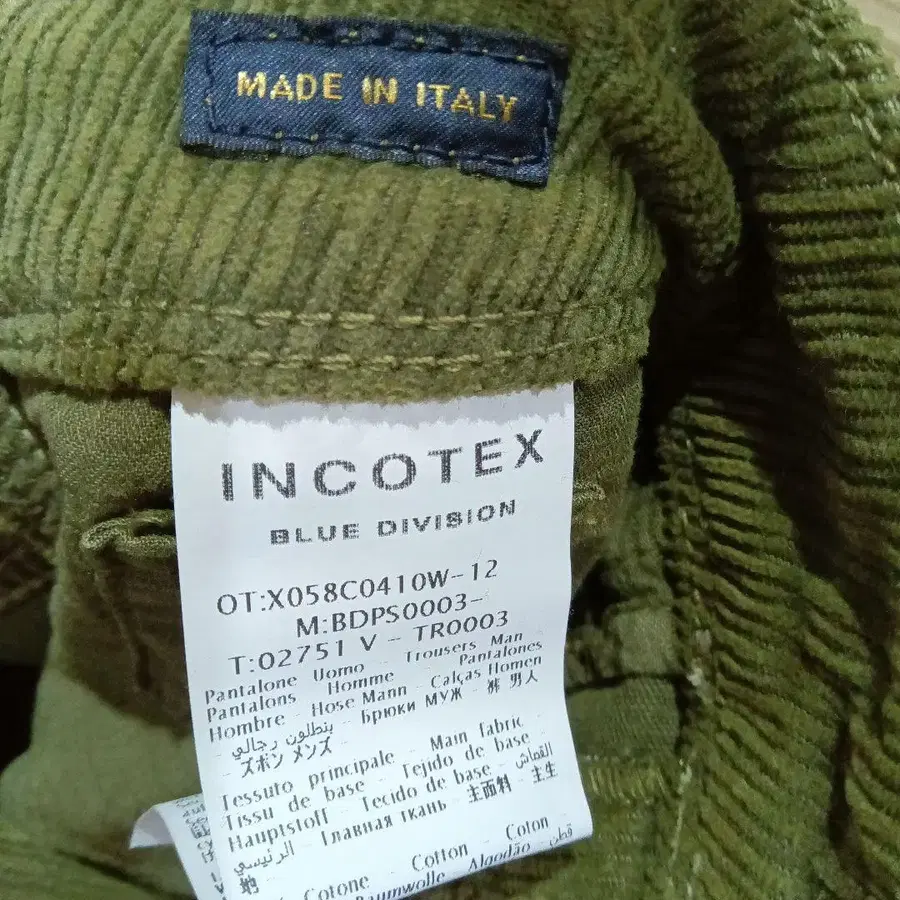 MADE IN ITALY
INCOTEX
BLUE DIVISION
OT:X058C0410W-12
M:BDPS0003-
T:02751 V - TR0003
Pantalone Uomo - Trousers Man -
Pantalons Homme - Pantalones
Hombre - Hose Mann - Calças Homen
- بنطلون رجالي - Брюки МУЖ - 裤 男人
- ズボン メンズ -
Tessuto principale - Main fabric -
Tissu de base - Tejido de base -
Hauptstoff - Tecido de base - القماش
الرئيسي - Главная ткань - 主面料 - 主生
地
Cotone - Cotton - Coton -
Baumwolle - Algodão - قطن